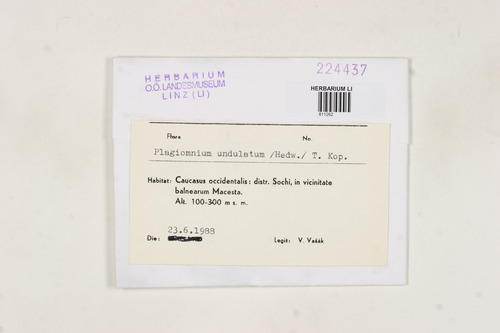 HERBARIUM
O.Ö. LANDESMUSEUM
LINZ (LI)
224437
HERBARIUM LI
811062
Flora
No.
Plagiomnium undulatum /Hedw./ T. Kop.
Habitat: Caucasus occidentalis: distr. Sochi, in vicinitate
balnearum Macesta.
Alt. 100-300 m s. m.
23.6.1988
Die:
Legit: V. Vašák